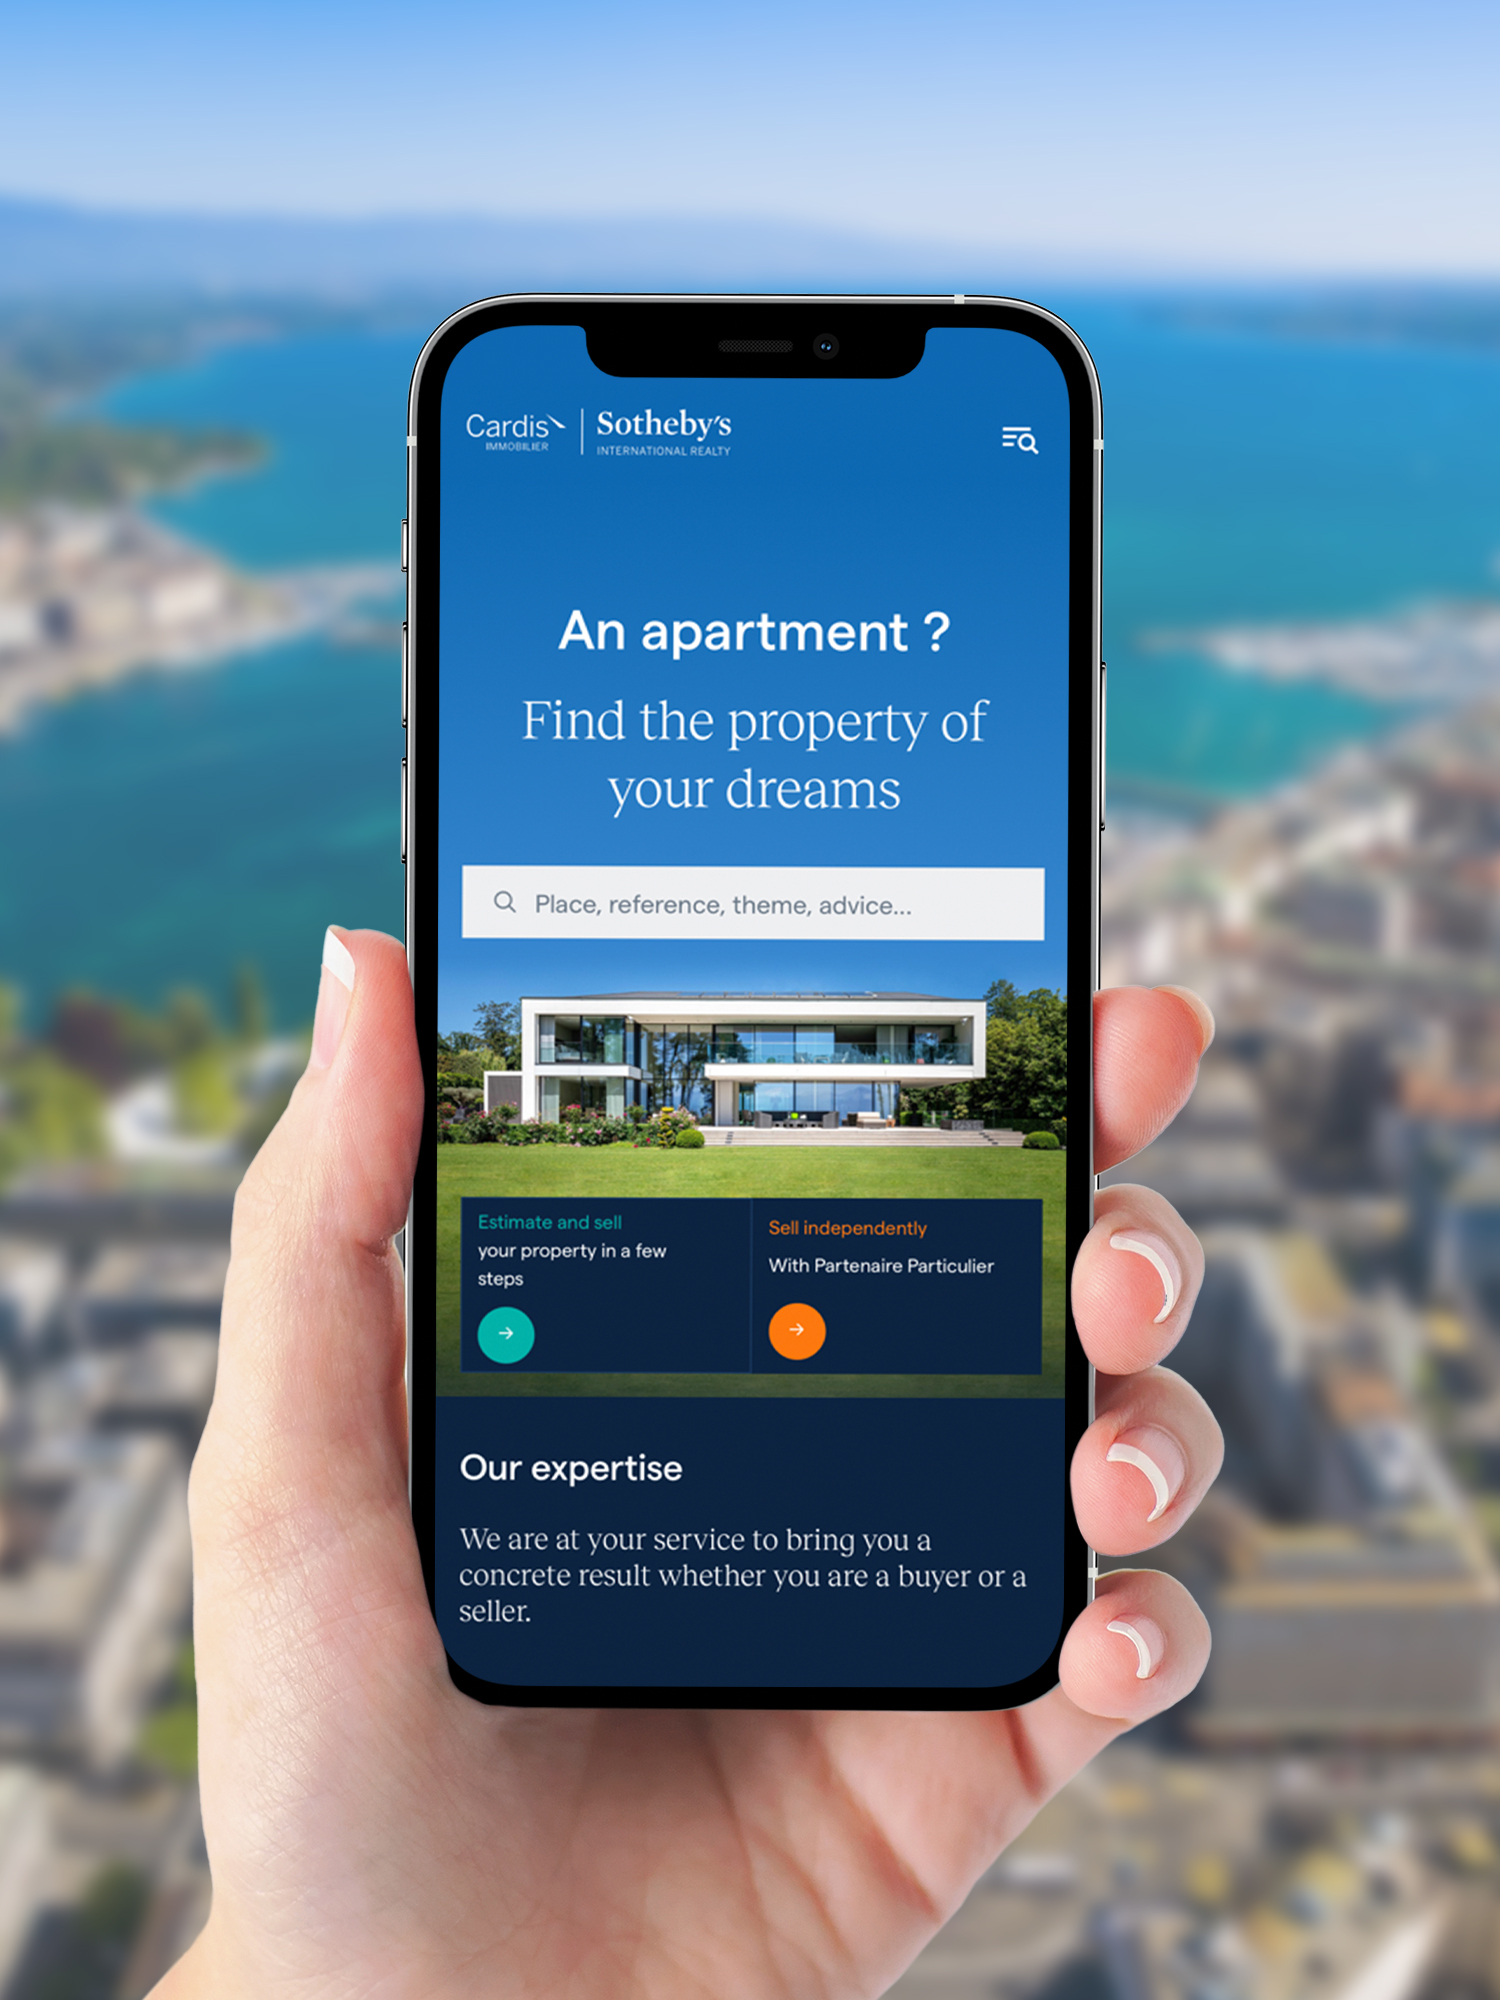 Cardis
IMMOBILIER
Sotheby's
INTERNATIONAL REALTY
An apartment ?
Find the property of
your dreams
Place, reference, theme, advice...
Estimate and sell
your property in a few
steps
Sell independently
With Partenaire Particulier
Our expertise
We are at your service to bring you a
concrete result whether you are a buyer or a
seller.